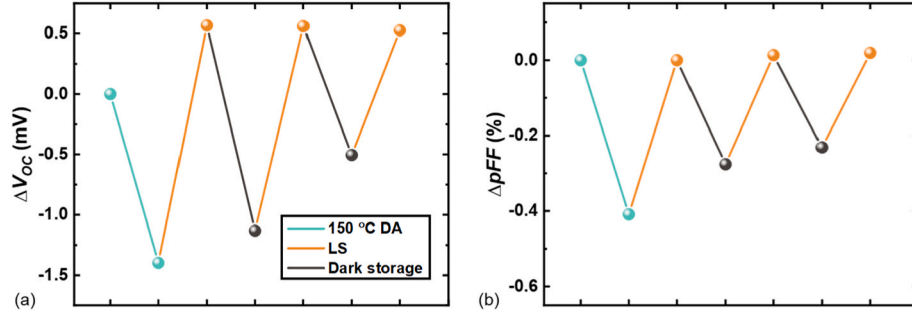 ΔVOC (mV)
0.5
0.0
-0.5
-1.0
-1.5
150 °C DA
LS
Dark storage
(a)
ΔpFF (%)
0.0
-0.2
-0.4
-0.6
(b)